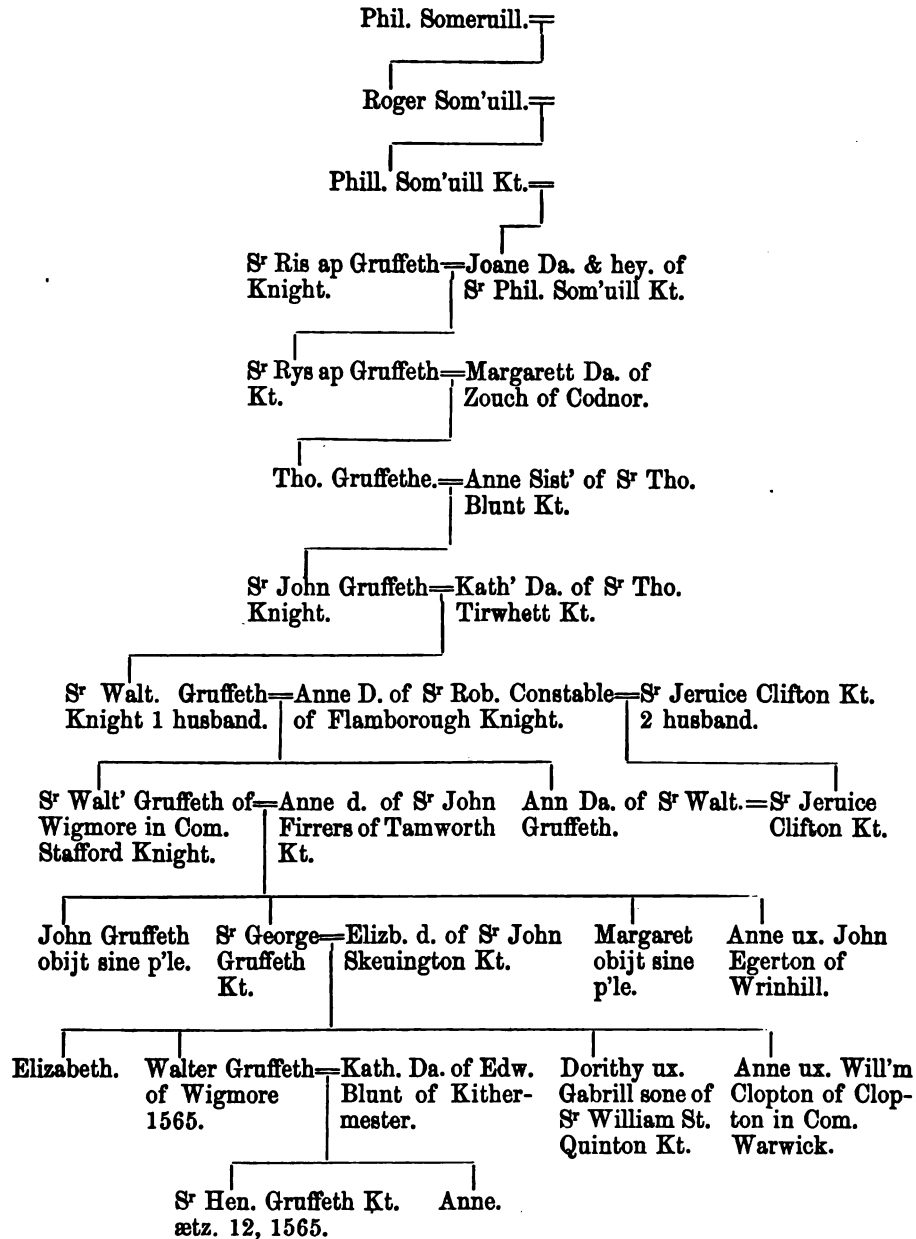 Phil. Someruill.=
Roger Som'uill.=
Phill. Som'uill Kt.=
Sr Ris ap Gruffeth=Joane Da. & hey. of
Knight. Sr Phil. Som'uill Kt.
Sr Rys ap Gruffeth=Margarett Da. of
Kt. Zouch of Codnor.
Tho. Gruffethe.=Anne Sist' of Sr Tho.
Blunt Kt.
Sr John Gruffeth=Kath' Da. of Sr Tho.
Knight. Tirwhett Kt.
Sr Walt. Gruffeth=Anne D. of Sr Rob. Constable=Sr Jeruice Clifton Kt.
Knight 1 husband. of Flamborough Knight. 2 husband.
Sr Walt' Gruffeth of=Anne d. of Sr John Ann Da. of Sr Walt.=Sr Jeruice
Wigmore in Com. Firrers of Tamworth Gruffeth. Clifton Kt.
Stafford Knight. Kt.
John Gruffeth Sr George=Elizb. d. of Sr John Margaret Anne ux. John
obijt sine p'le. Gruffeth Skeuington Kt. obijt sine Egerton of
Kt. p'le. Wrinhill.
Elizabeth. Walter Gruffeth=Kath. Da. of Edw. Dorithy ux. Anne ux. Will'm
of Wigmore Blunt of Kither- Gabrill sone of Clopton of Clop-
1565. mester. Sr William St. ton in Com.
Quinton Kt. Warwick.
Sr Hen. Gruffeth Kt. Anne.
ætz. 12, 1565.